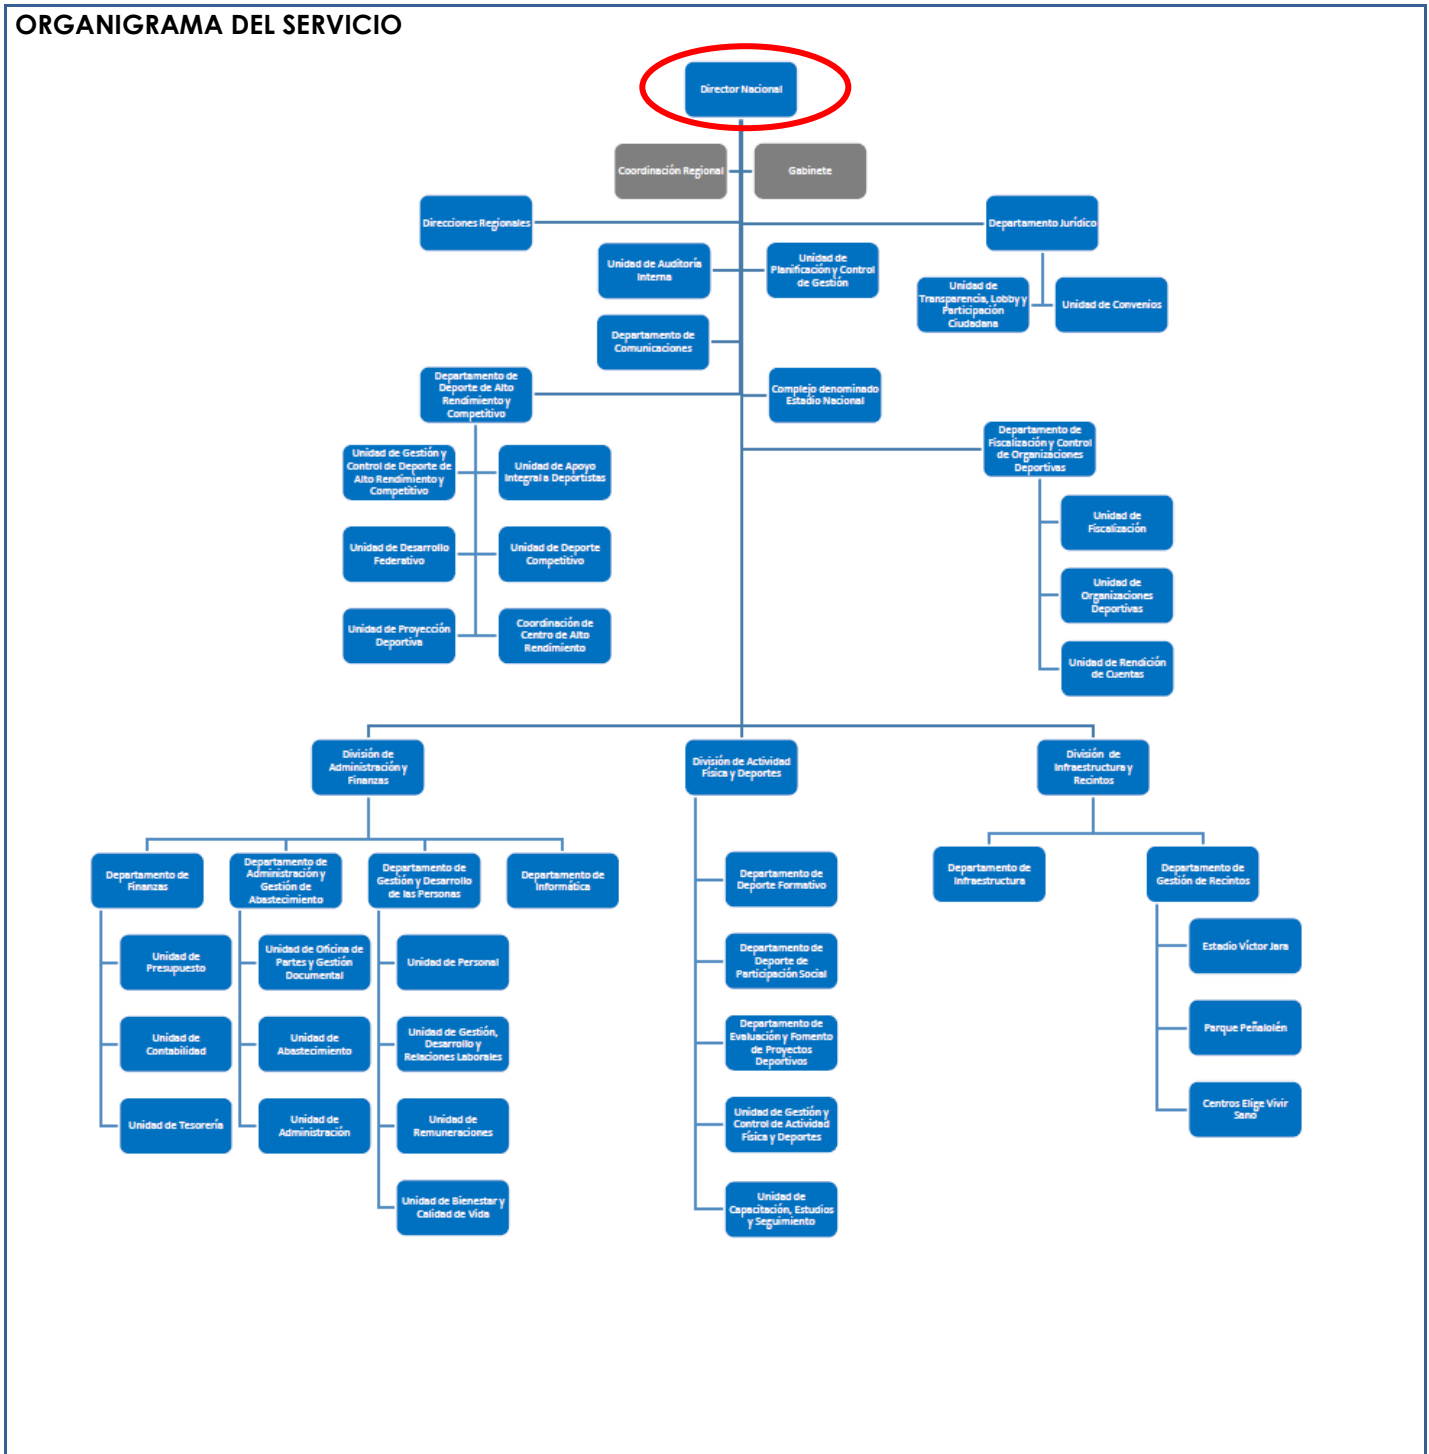 ORGANIGRAMA DEL SERVICIO
Director Nacional
Coordinación Regional
Gabinete
Direcciones Regionales
Departamento Jurídico
Unidad de Auditoría
Interna
Unidad de
Planificación y Control
de Gestión
Unidad de
Transparencia, Lobby y
Participación
Ciudadana
Unidad de Convenios
Departamento de
Comunicaciones
Departamento de
Deporte de Alto
Rendimiento y
Competitivo
Complejo denominado
Estadio Nacional
Departamento de
Fiscalización y Control
de Organizaciones
Deportivas
Unidad de Gestión y
Control de Deporte de
Alto Rendimiento y
Competitivo
Unidad de Apoyo
Integral a Deportistas
Unidad de
Fiscalización
Unidad de Desarrollo
Federativo
Unidad de Deporte
Competitivo
Unidad de
Organizaciones
Deportivas
Unidad de Proyección
Deportiva
Coordinación de
Centro de Alto
Rendimiento
Unidad de Rendición
de Cuentas
División de
Administración y
Finanzas
División de Actividad
Física y Deportes
División de
Infraestructura y
Recintos
Departamento de
Finanzas
Departamento de
Administración y
Gestión de
Abastecimiento
Departamento de
Gestión y Desarrollo
de las Personas
Departamento de
Informática
Departamento de
Deporte Formativo
Departamento de
Infraestructura
Departamento de
Gestión de Recintos
Unidad de
Presupuesto
Unidad de Oficina de
Partes y Gestión
Documental
Unidad de Personal
Departamento de
Deporte de
Participación Social
Estadio Víctor Jara
Unidad de
Contabilidad
Unidad de
Abastecimiento
Unidad de Gestión,
Desarrollo y
Relaciones Laborales
Departamento de
Evaluación y Fomento
de Proyectos
Deportivos
Parque Peñalolén
Unidad de Tesorería
Unidad de
Administración
Unidad de
Remuneraciones
Unidad de Gestión y
Control de Actividad
Física y Deportes
Centros Elige Vivir
Sano
Unidad de Bienestar y
Calidad de Vida
Unidad de
Capacitación, Estudios
y Seguimiento